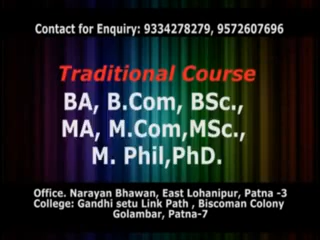 Contact for Enquiry: 9334278279, 9572607696
Traditional Course
BA, B.Com, BSc.,
MA, M.Com,MSc.,
M. Phil,PhD.
Office. Narayan Bhawan, East Lohanipur, Patna -3
College: Gandhi setu Link Path , Biscoman Colony
Golambar, Patna-7